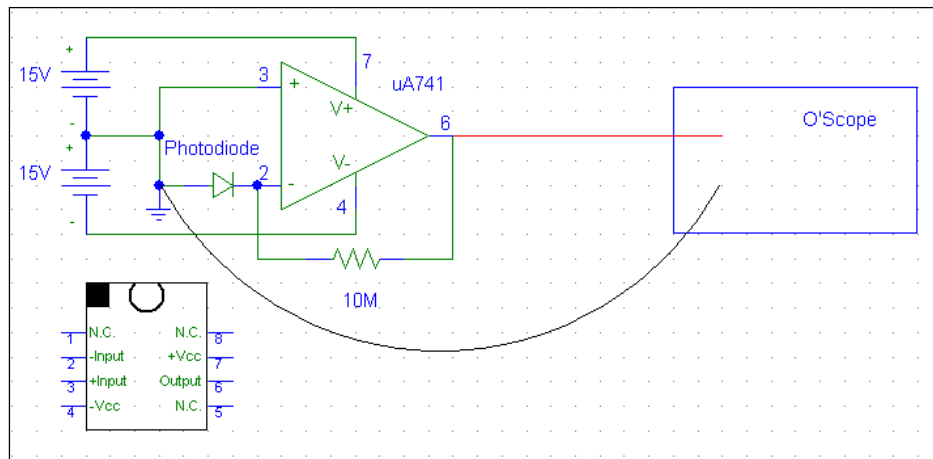 +
15V
-
+
15V
-
Photodiode
3
+
2
-
7
V+
V-
4
uA741
6
O'Scope
10M
1 N.C. N.C. 8
2 -Input +Vcc 7
3 +Input Output 6
4 -Vcc N.C. 5